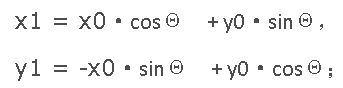 x1 = x0・cosΘ +y0・sinΘ，
y1 = -x0・sinΘ +y0・cosΘ；